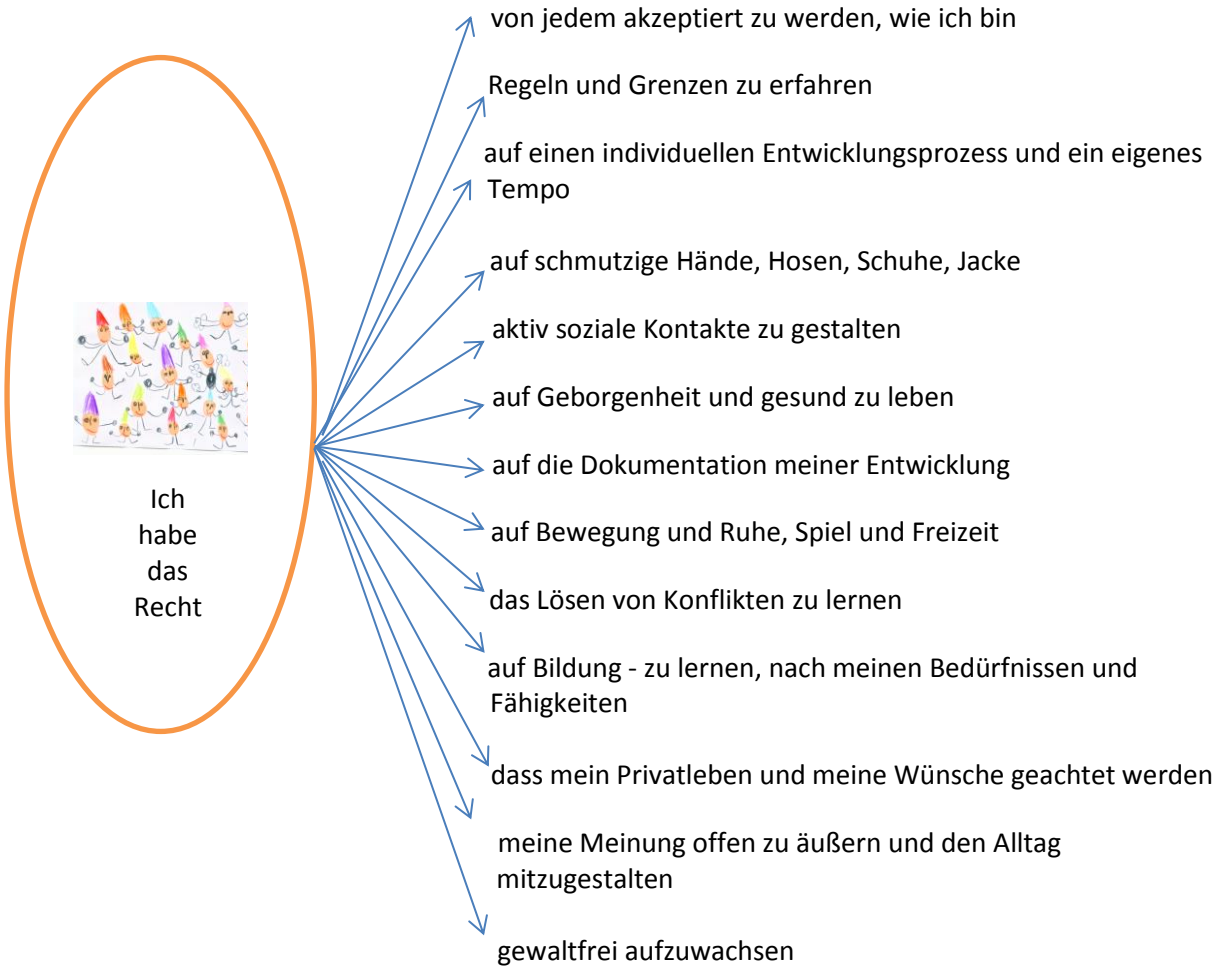 Ich
habe
das
Recht
von jedem akzeptiert zu werden, wie ich bin
Regeln und Grenzen zu erfahren
auf einen individuellen Entwicklungsprozess und ein eigenes
Tempo
auf schmutzige Hände, Hosen, Schuhe, Jacke
aktiv soziale Kontakte zu gestalten
auf Geborgenheit und gesund zu leben
auf die Dokumentation meiner Entwicklung
auf Bewegung und Ruhe, Spiel und Freizeit
das Lösen von Konflikten zu lernen
auf Bildung - zu lernen, nach meinen Bedürfnissen und
Fähigkeiten
dass mein Privatleben und meine Wünsche geachtet werden
meine Meinung offen zu äußern und den Alltag
mitzugestalten
gewaltfrei aufzuwachsen